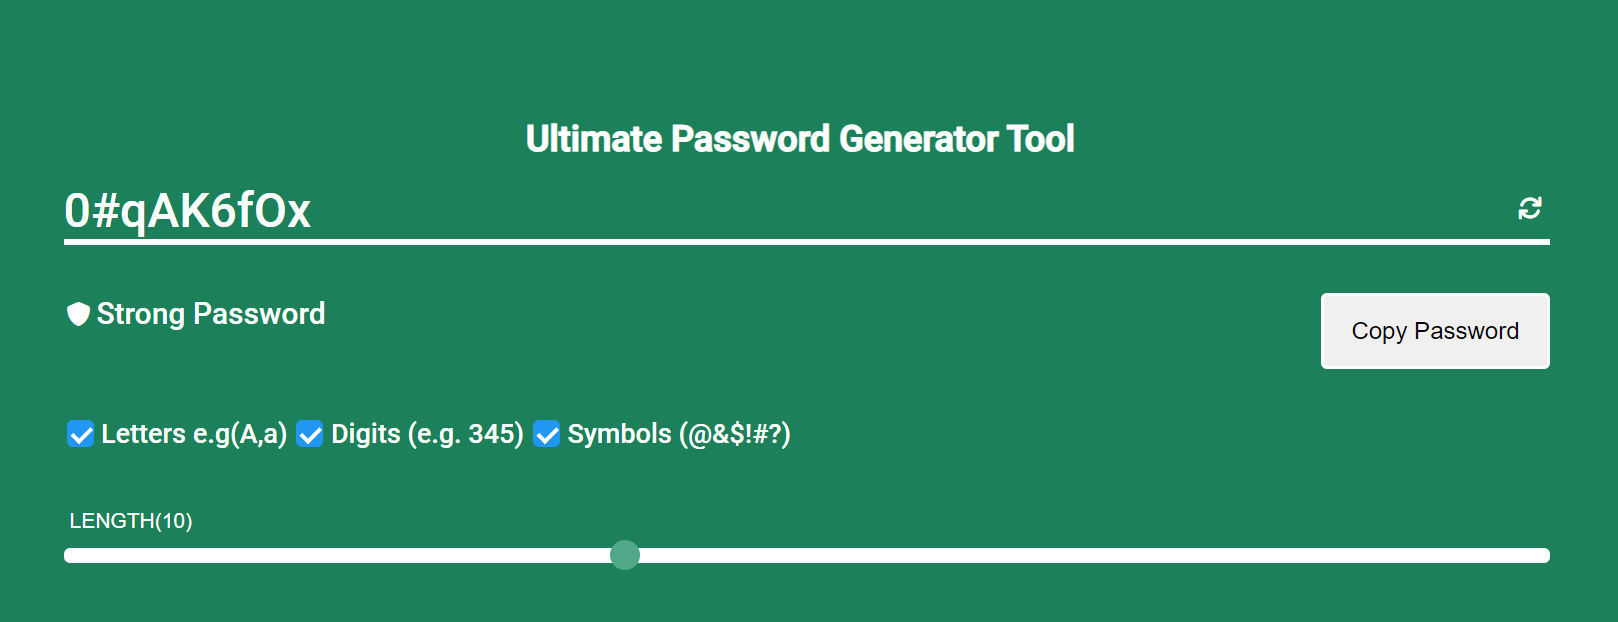 Ultimate Password Generator Tool
0#qAK6fOx
Strong Password
Copy Password
Letters e.g(A,a) Digits (e.g. 345) Symbols (@&$!#?)
LENGTH(10)